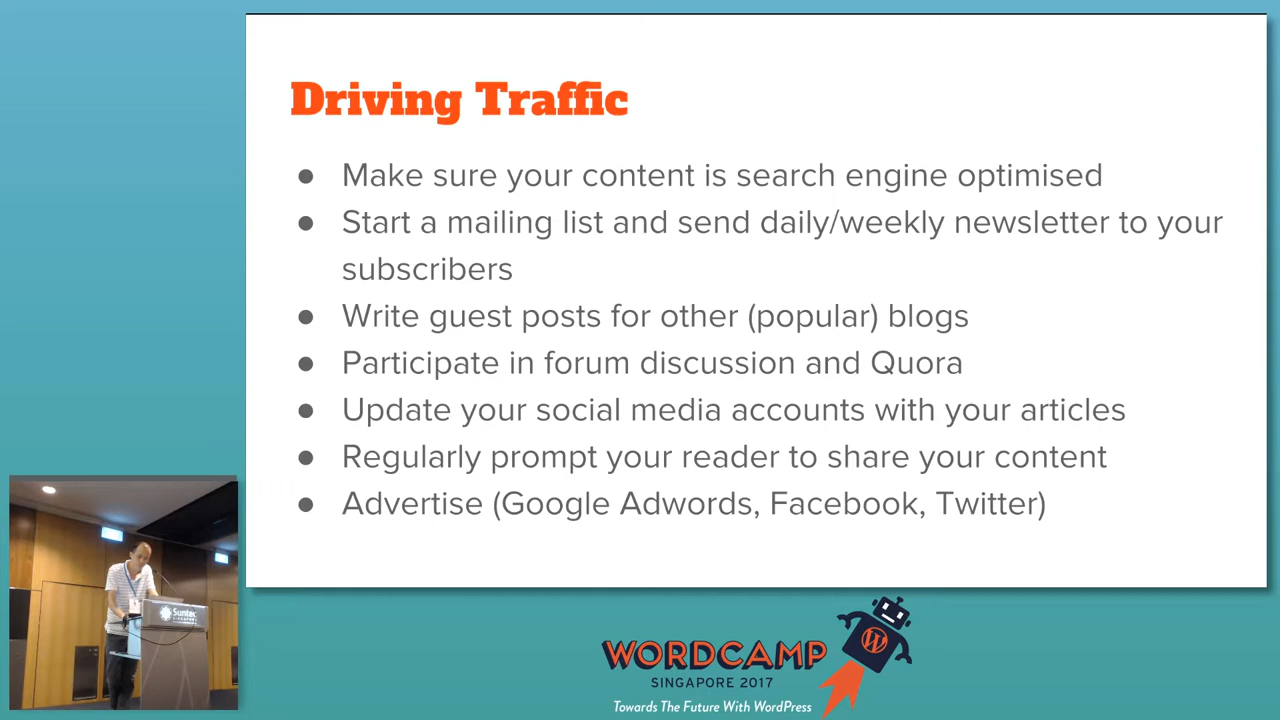 Driving Traffic
● Make sure your content is search engine optimised
● Start a mailing list and send daily/weekly newsletter to your
subscribers
● Write guest posts for other (popular) blogs
● Participate in forum discussion and Quora
● Update your social media accounts with your articles
● Regularly prompt your reader to share your content
● Advertise (Google Adwords, Facebook, Twitter)
Suntec
SINGAPORE
WORDCAMP
SINGAPORE 2017
Towards The Future With WordPress